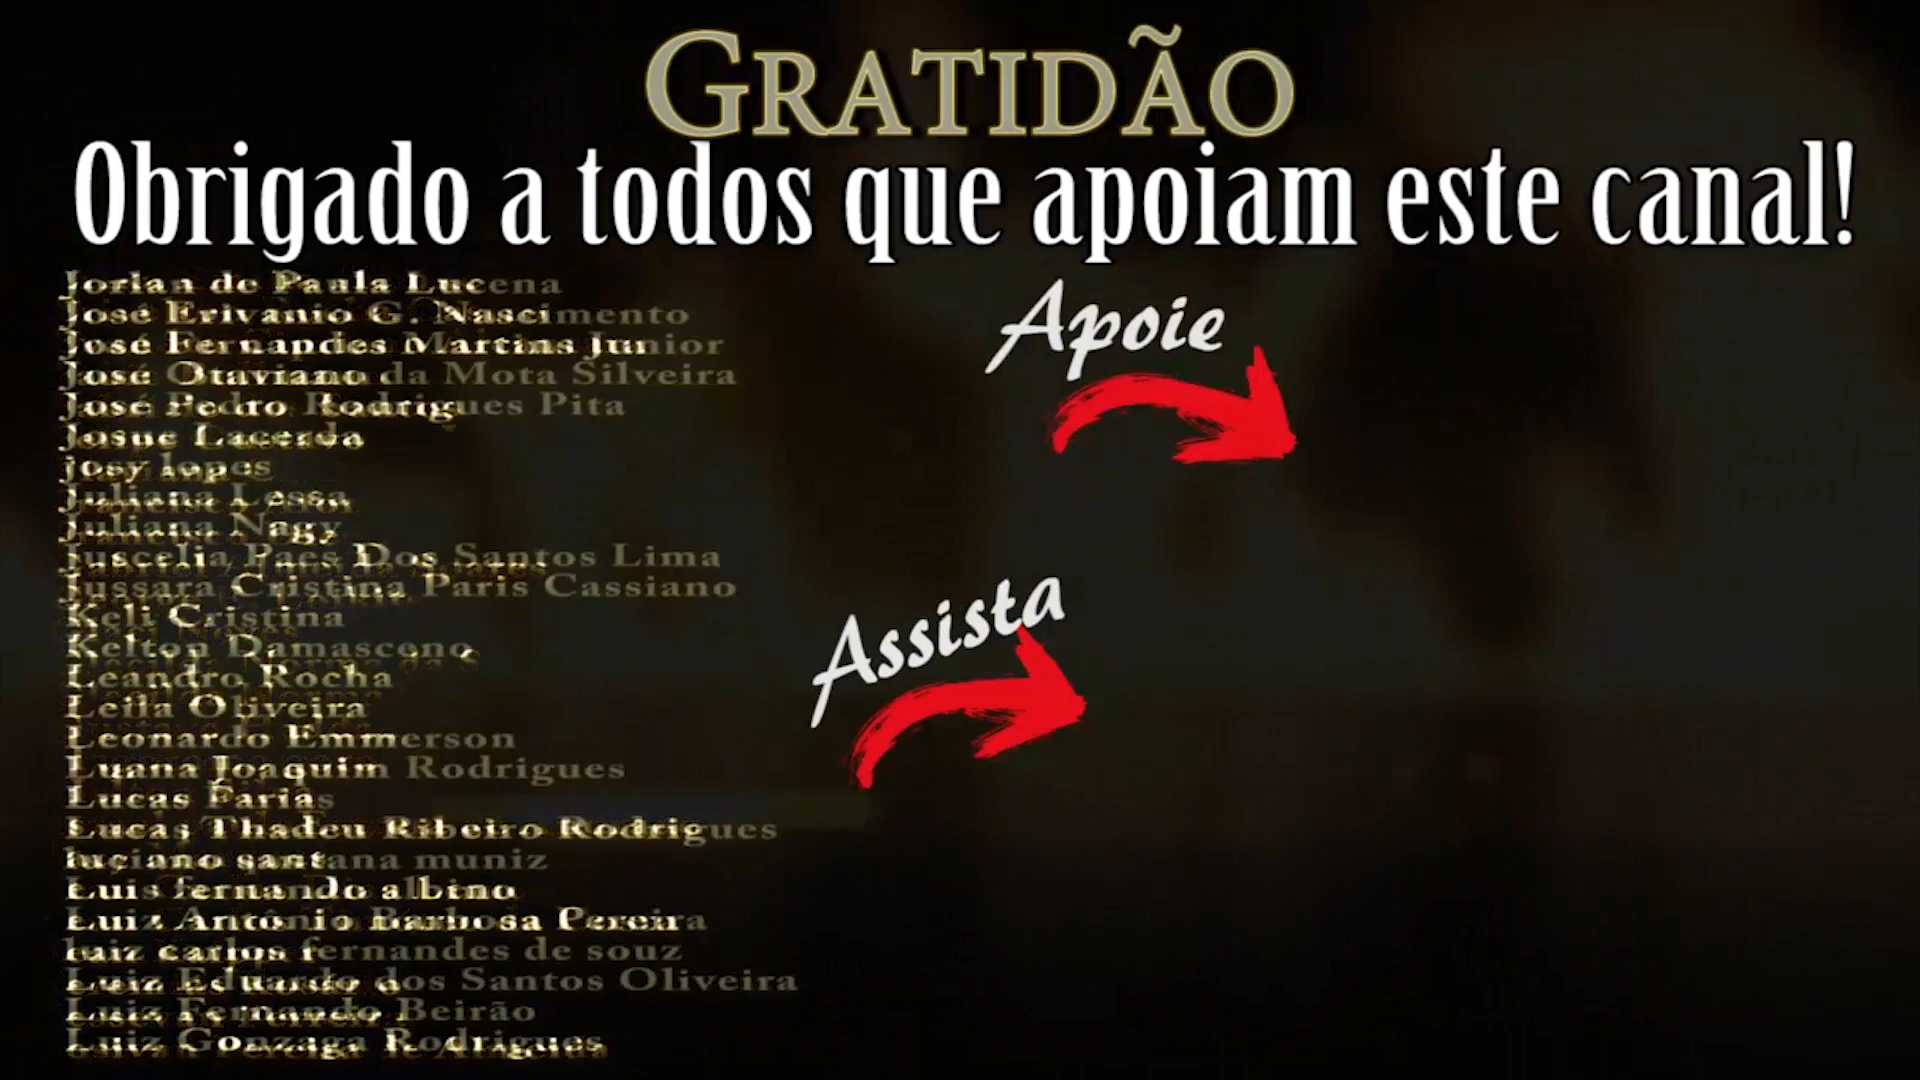 GRATIDÃO
Obrigado a todos que apoiam este canal!
Jorlan de Paula Lucena
José Erivanio G. Nascimento
José Fernandes Martins Junior
José Otaviano da Mota Silveira
José Pedro Rodrigues Pita
Josue Lacerda
josy lopes
Juliana Lessa
Juliana Nagy
Juscelia Paes Dos Santos Lima
Jussara Cristina Paris Cassiano
Keli Cristina
Kelton Damasceno
Leandro Rocha
Leila Oliveira
Leonardo Emmerson
Luana Joaquim Rodrigues
Lucas Farias
Lucas Thadeu Ribeiro Rodrigues
luciano santana muniz
Luis fernando albino
Luiz Antônio Barbosa Pereira
luiz carlos fernandes de souz
Luiz Eduardo dos Santos Oliveira
Luiz Fernando Beirão
Luiz Gonzaga Rodrigues
Apoie
Assista